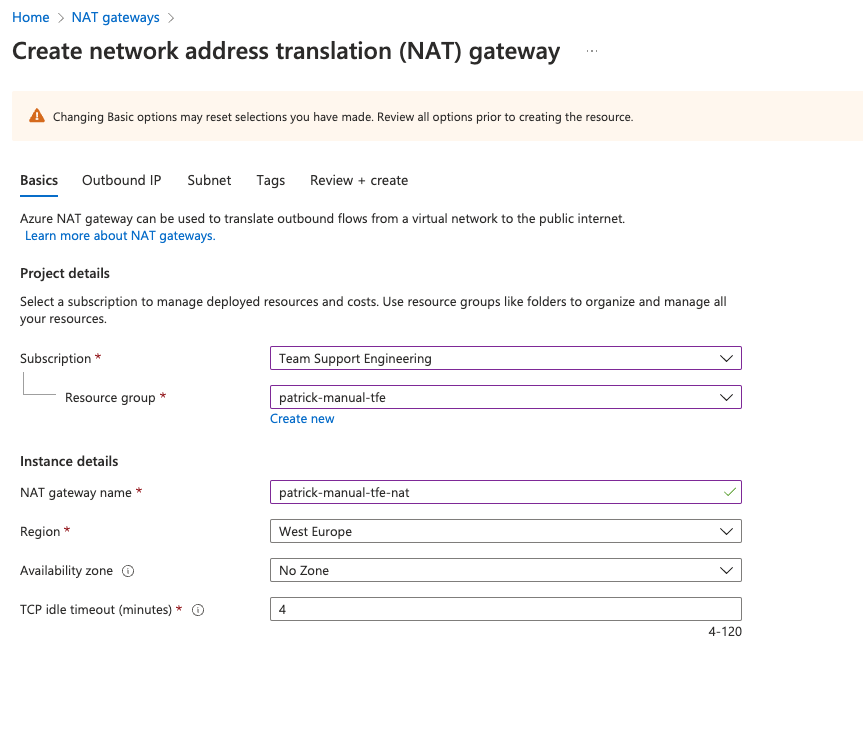 Home > NAT gateways >
Create network address translation (NAT) gateway ...
Changing Basic options may reset selections you have made. Review all options prior to creating the resource.
Basics Outbound IP Subnet Tags Review + create
Azure NAT gateway can be used to translate outbound flows from a virtual network to the public internet.
Learn more about NAT gateways.
Project details
Select a subscription to manage deployed resources and costs. Use resource groups like folders to organize and manage all
your resources.
Subscription * Team Support Engineering
Resource group * patrick-manual-tfe
Create new
Instance details
NAT gateway name * patrick-manual-tfe-nat
Region * West Europe
Availability zone No Zone
TCP idle timeout (minutes) * 4
4-120